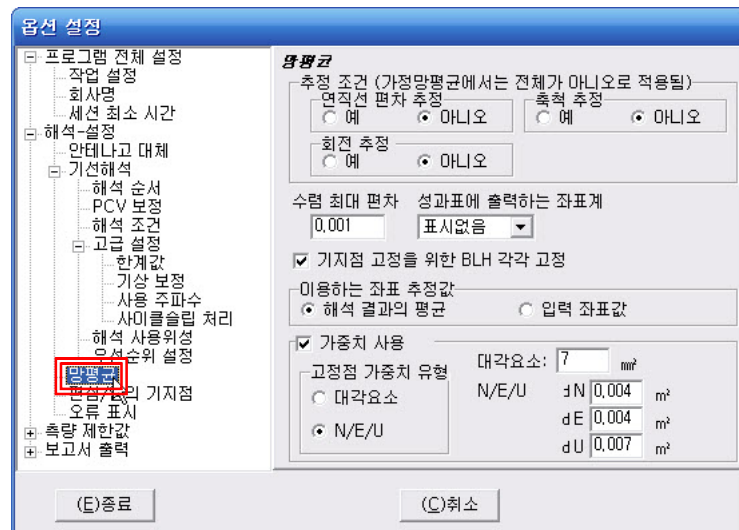 옵션 설정
프로그램 전체 설정
작업 설정
회사명
세션 최소 시간
해석-설정
안테나고 대체
기선해석
해석 순서
PCV 보정
해석 조건
고급 설정
한계값
기상 보정
사용 주파수
사이클슬립 처리
해석 사용위성
우선순위 설정
망평균
편심/ 의 기지점
오류 표시
측량 제한값
보고서 출력
망평균
추정 조건 (가정망평균에서는 전체가 아니오로 적용됨)
연직선 편차 추정
예 아니오
축척 추정
예 아니오
회전 추정
예 아니오
수렴 최대 편차 성과표에 출력하는 좌표계
0,001 표시없음
기지점 고정을 위한 BLH 각각 고정
이용하는 좌표 추정값
해석 결과의 평균 입력 좌표값
가중치 사용
고정점 가중치 유형
대각요소
N/E/U
대각요소: 7 mm²
N/E/U dN 0,004 m²
dE 0,004 m²
dU 0,007 m²
(E)종료 (C)취소